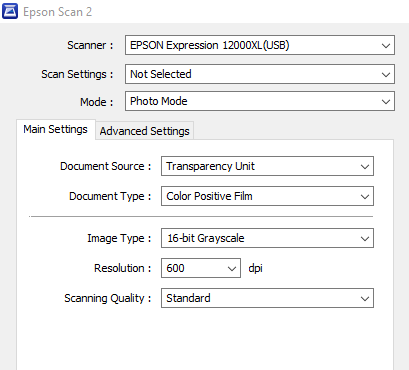 Epson Scan 2
Scanner : EPSON Expression 12000XL(USB)
Scan Settings : Not Selected
Mode : Photo Mode
Main Settings Advanced Settings
Document Source : Transparency Unit
Document Type : Color Positive Film
Image Type : 16-bit Grayscale
Resolution : 600 dpi
Scanning Quality : Standard